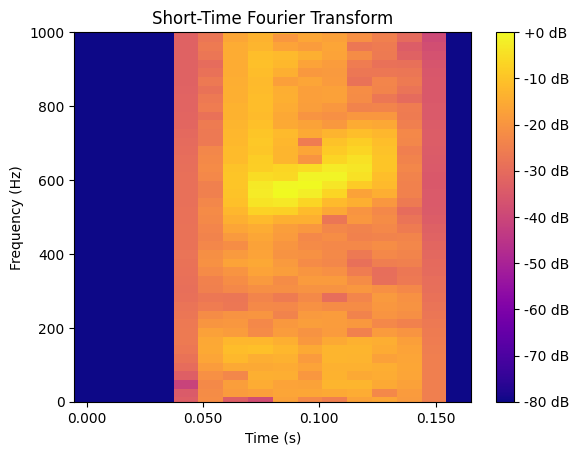 Short-Time Fourier Transform
1000
800
600
400
200
0
Frequency (Hz)
0.000
0.050
0.100
0.150
Time (s)
+0 dB
-10 dB
-20 dB
-30 dB
-40 dB
-50 dB
-60 dB
-70 dB
-80 dB